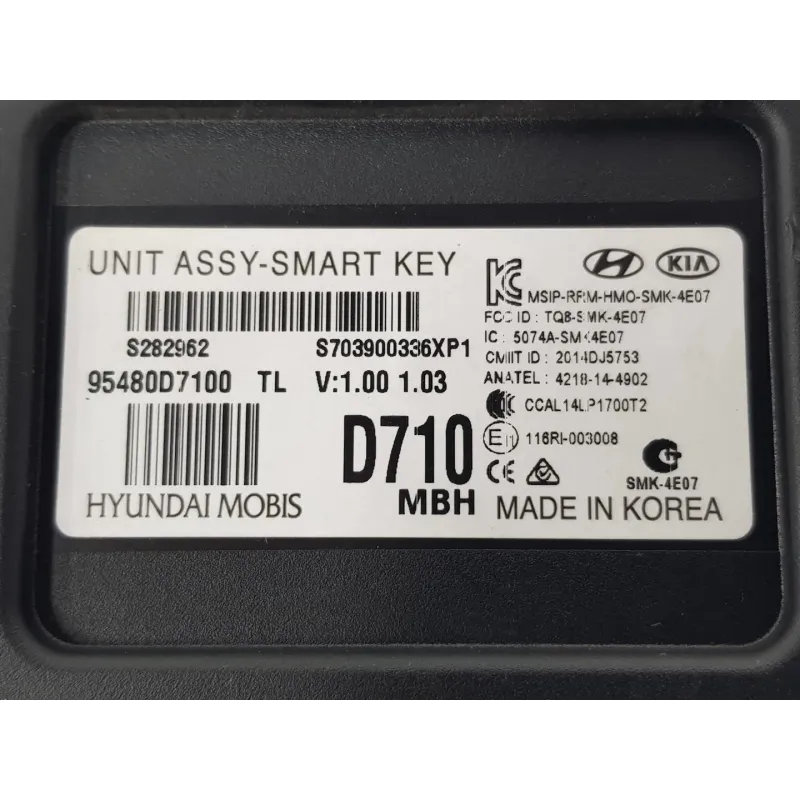 UNIT ASSY-SMART KEY
S282962 S703900336XP1
95480D7100 TL V:1.00 1.03
D710
MBH
HYUNDAI MOBIS
KIA
MSIP-RRM-HMO-SMK-4E07
FCC ID : TQ8-SMK-4E07
IC : 5074A-SMK4E07
CMIIT ID : 2014DJ5753
ANATEL : 4218-14-4902
CCAL14LP1700T2
116RI-003008
CE
SMK-4E07
MADE IN KOREA